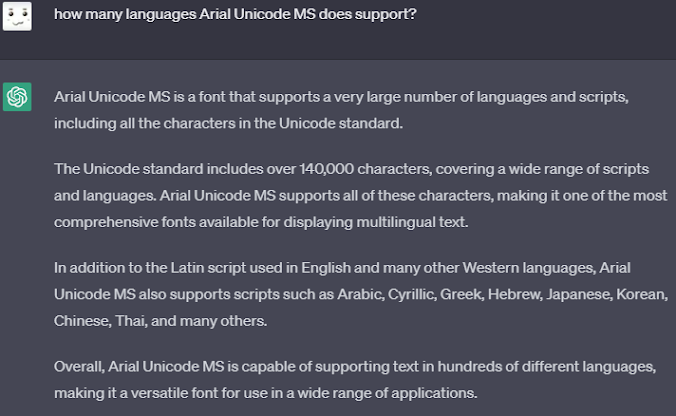 how many languages Arial Unicode MS does support?
Arial Unicode MS is a font that supports a very large number of languages and scripts,
including all the characters in the Unicode standard.
The Unicode standard includes over 140,000 characters, covering a wide range of scripts
and languages. Arial Unicode MS supports all of these characters, making it one of the most
comprehensive fonts available for displaying multilingual text.
In addition to the Latin script used in English and many other Western languages, Arial
Unicode MS also supports scripts such as Arabic, Cyrillic, Greek, Hebrew, Japanese, Korean,
Chinese, Thai, and many others.
Overall, Arial Unicode MS is capable of supporting text in hundreds of different languages,
making it a versatile font for use in a wide range of applications.